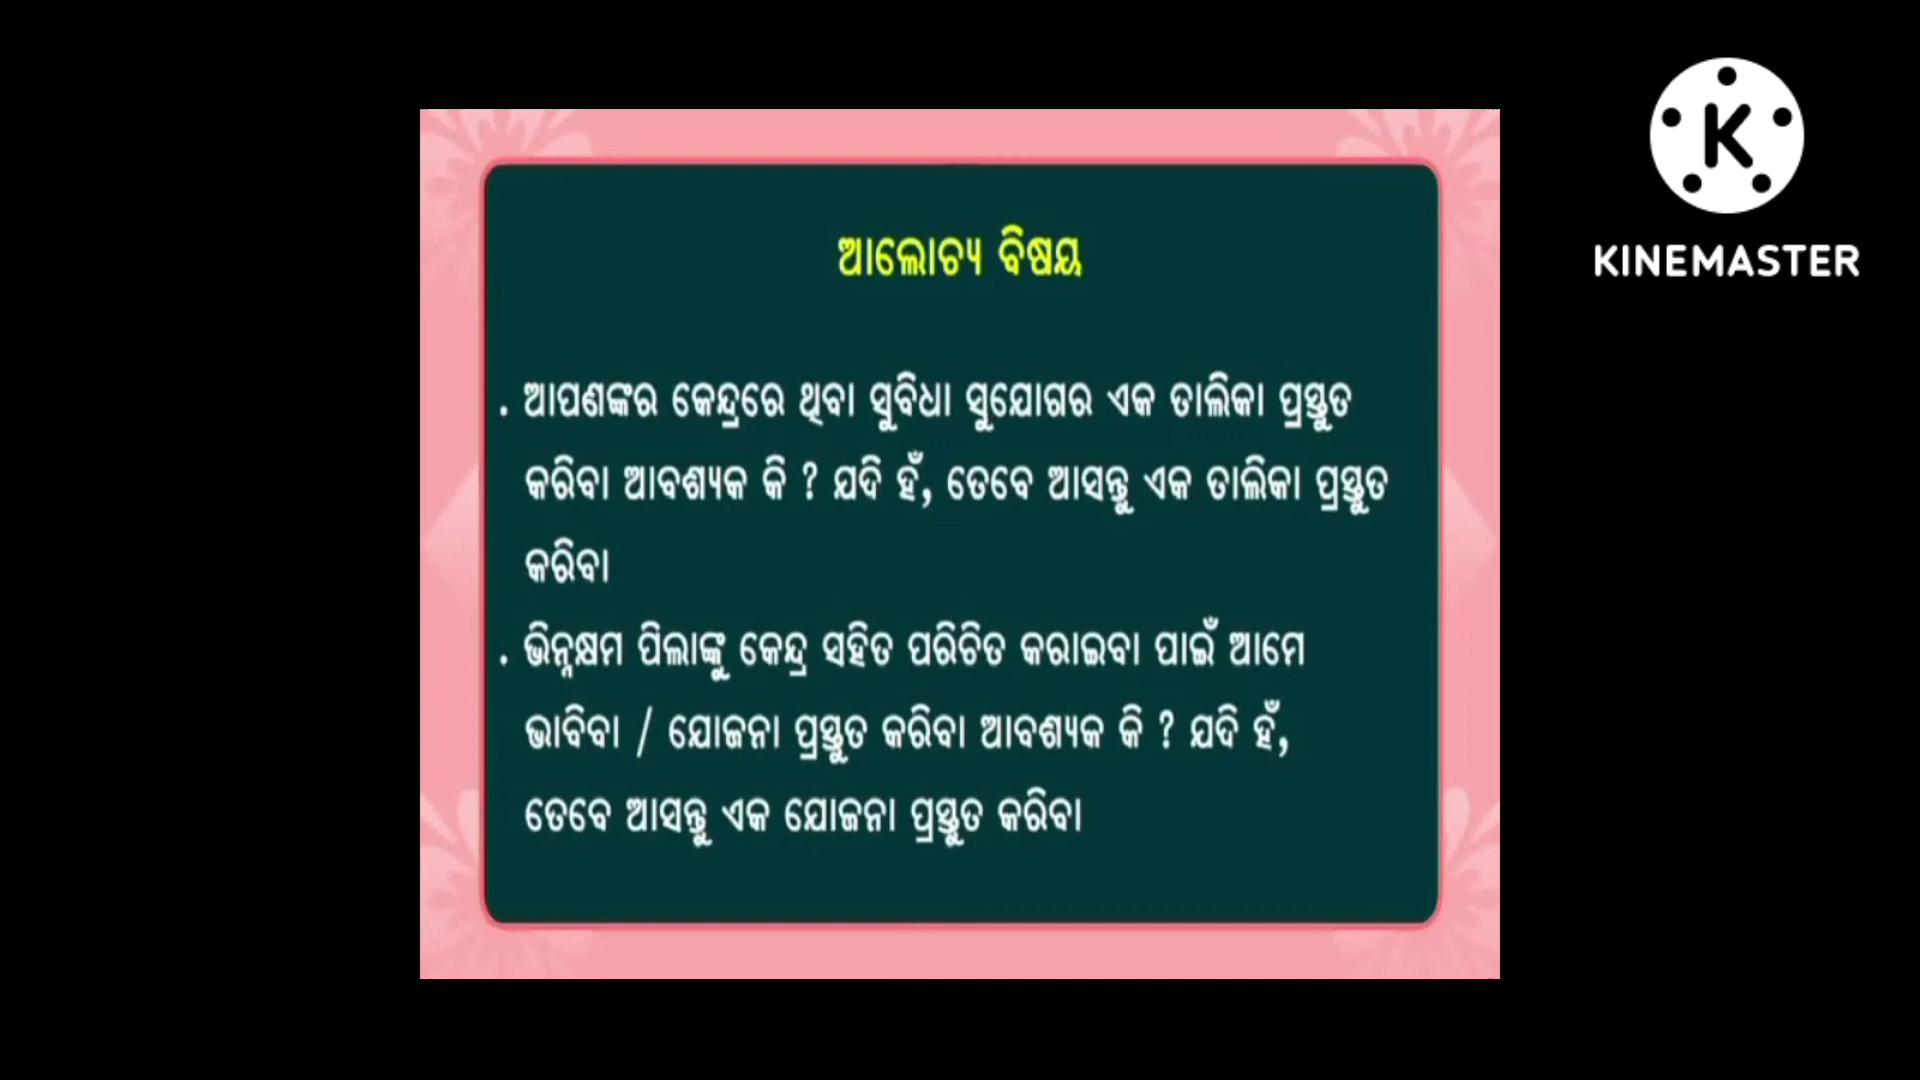 ଆଲୋଚ୍ୟ ବିଷୟ
. ଆପଣଙ୍କର କେନ୍ଦ୍ରରେ ଥିବା ସୁବିଧା ସୁଯୋଗର ଏକ ତାଲିକା ପ୍ରସ୍ତୁତ
କରିବା ଆବଶ୍ୟକ କି ? ଯଦି ହଁ, ତେବେ ଆସନ୍ତୁ ଏକ ତାଲିକା ପ୍ରସ୍ତୁତ
କରିବା
. ଭିନ୍ନକ୍ଷମ ପିଲାଙ୍କୁ କେନ୍ଦ୍ର ସହିତ ପରିଚିତ କରାଇବା ପାଇଁ ଆମେ
ଭାବିବା / ଯୋଜନା ପ୍ରସ୍ତୁତ କରିବା ଆବଶ୍ୟକ କି ? ଯଦି ହଁ,
ତେବେ ଆସନ୍ତୁ ଏକ ଯୋଜନା ପ୍ରସ୍ତୁତ କରିବା
K
KINEMASTER